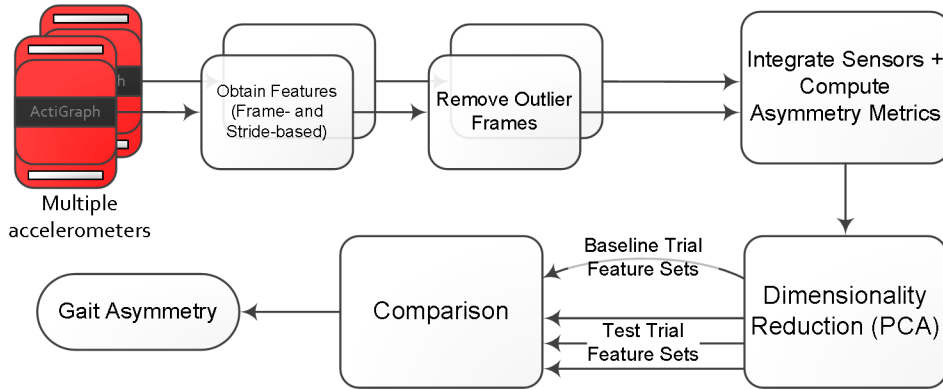 ActiGraph
h
Multiple
accelerometers
Obtain Features
(Frame- and
Stride-based)
Remove Outlier
Frames
Integrate Sensors +
Compute
Asymmetry Metrics
Dimensionality
Reduction (PCA)
Baseline Trial
Feature Sets
Test Trial
Feature Sets
Comparison
Gait Asymmetry